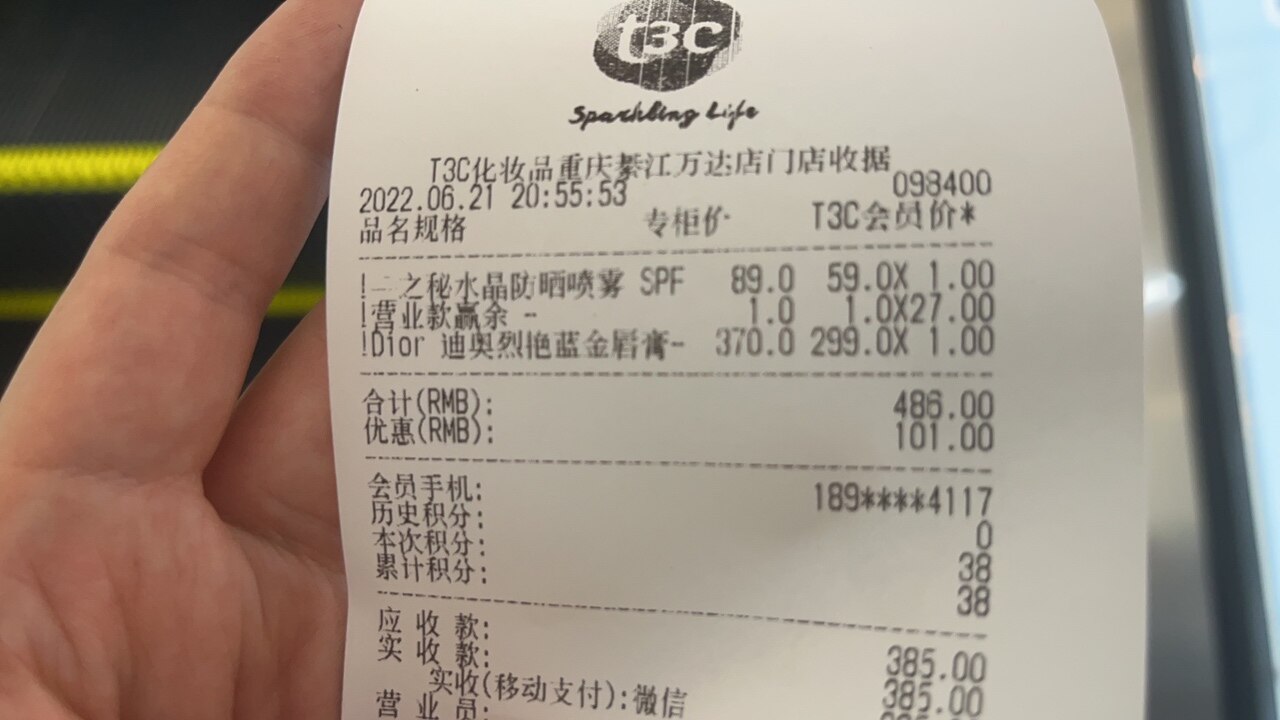 t3c
Sparkling Life
T3C化妆品重庆綦江万达店门店收据
2022.06.21 20:55:53 098400
品名规格 专柜价 T3C会员价*
!二之秘水晶防晒喷雾 SPF 89.0 59.0X 1.00
!营业款赢余 - 1.0 1.0X27.00
!Dior 迪奥烈艳蓝金唇膏- 370.0 299.0X 1.00
合计(RMB): 486.00
优惠(RMB): 101.00
会员手机: 189****4117
历史积分: 0
本次积分: 38
累计积分: 38
应 收 款: 385.00
实 收 款: 385.00
实收(移动支付):微信
营 业 员: